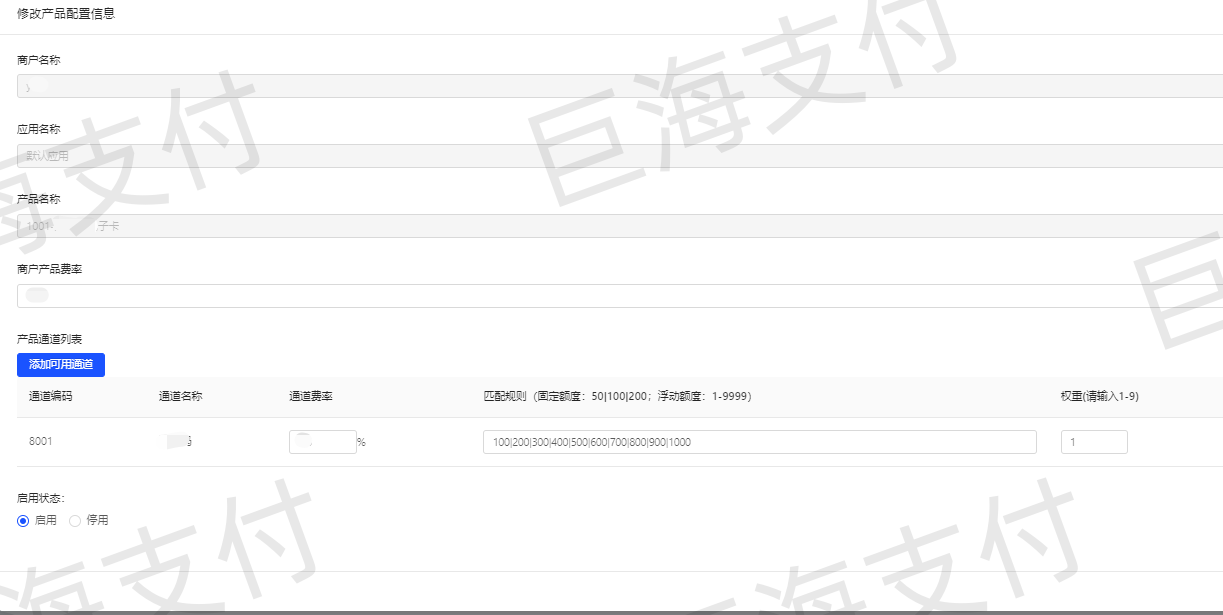 修改产品配置信息
商户名称
应用名称
默认应用
产品名称
1001- 子卡
商户产品费率
产品通道列表
添加可用通道
通道编码 通道名称 通道费率 匹配规则（固定额度：50|100|200；浮动额度：1-9999） 权重(请输入1-9)
8001 % 100|200|300|400|500|600|700|800|900|1000 1
启用状态：
启用 停用
巨海支付
海支付
巨
海支付
海支付